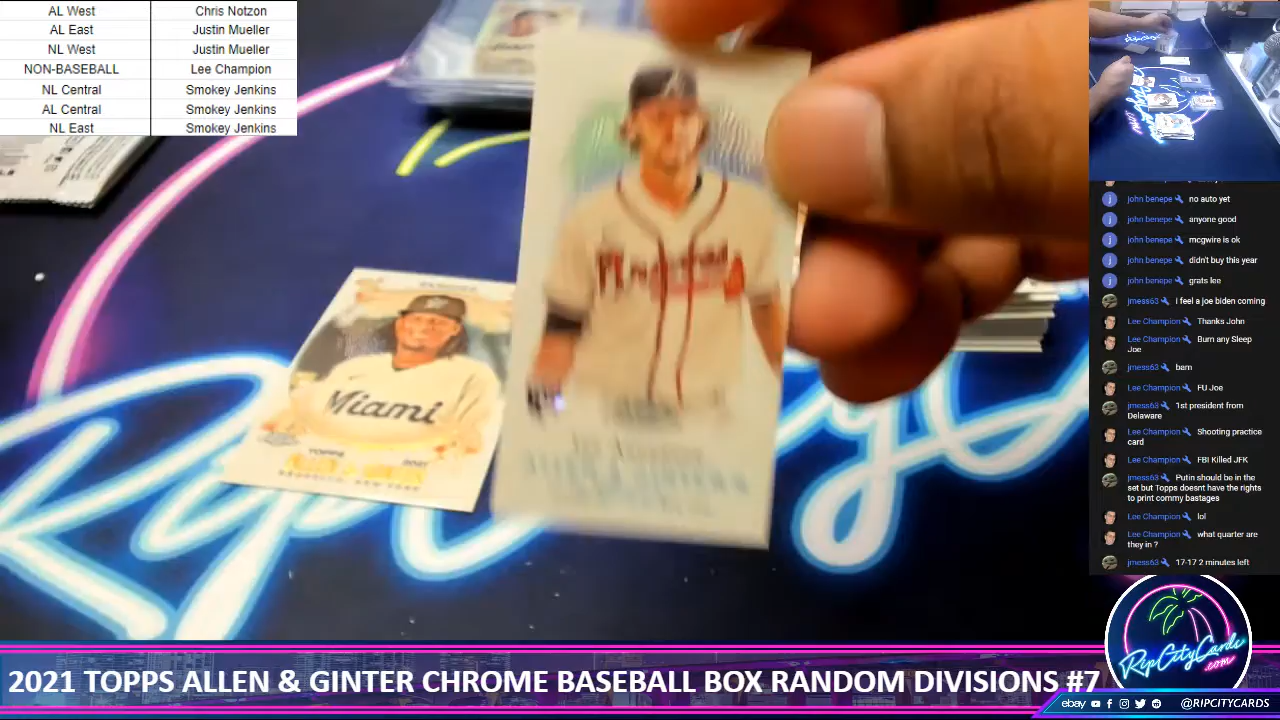 AL West Chris Notzon
AL East Justin Mueller
NL West Justin Mueller
NON-BASEBALL Lee Champion
NL Central Smokey Jenkins
AL Central Smokey Jenkins
NL East Smokey Jenkins
Miami
john benepe no auto yet
john benepe anyone good
john benepe mcgwire is ok
john benepe didn't buy this year
john benepe grats lee
jmess63 i feel a joe biden coming
Lee Champion Thanks John
Lee Champion Burn any Sleep
Joe
jmess63 bam
Lee Champion FU Joe
jmess63 1st president from
Delaware
Lee Champion Shooting practice
card
Lee Champion FBI Killed JFK
jmess63 Putin should be in the
set but Topps doesnt have the rights
to print commy bastages
Lee Champion lol
Lee Champion what quarter are
they in ?
jmess63 17-17 2 minutes left
RipCityCards
.com
2021 TOPPS ALLEN & GINTER CHROME BASEBALL BOX RANDOM DIVISIONS #7
ebay @RIPCITYCARDS